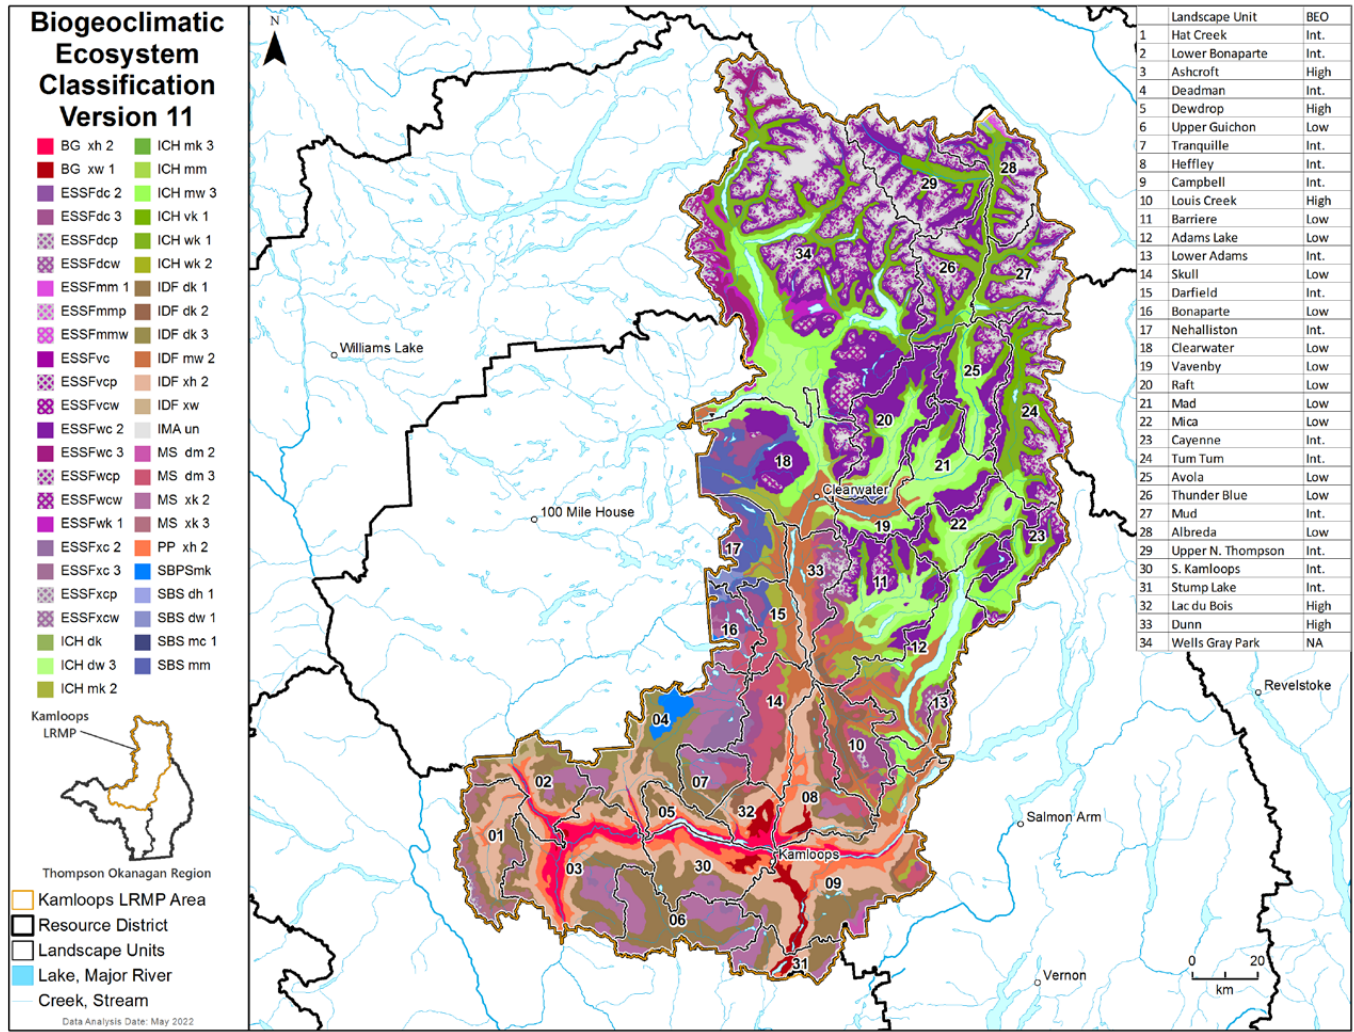 Biogeoclimatic
Ecosystem
Classification
Version 11
BG xh 2
BG xw 1
ESSFdc 2
ESSFdc 3
ESSFdcp
ESSFdcw
ESSFmm 1
ESSFmmp
ESSFmmw
ESSFvc
ESSFvcp
ESSFvcw
ESSFwc 2
ESSFwc 3
ESSFwcp
ESSFwcw
ESSFwk 1
ESSFxc 2
ESSFxc 3
ESSFxcp
ESSFxcw
ICH dk
ICH dw 3
ICH mk 2
ICH mk 3
ICH mm
ICH mw 3
ICH vk 1
ICH wk 1
ICH wk 2
IDF dk 1
IDF dk 2
IDF dk 3
IDF mw 2
IDF xh 2
IDF xw
IMA un
MS dm 2
MS dm 3
MS xk 2
MS xk 3
PP xh 2
SBPSmk
SBS dh 1
SBS dw 1
SBS mc 1
SBS mm
Kamloops
LRMP
Thompson Okanagan Region
Kamloops LRMP Area
Resource District
Landscape Units
Lake, Major River
Creek, Stream
Data Analysis Date: May 2022
N
28
29
34
26
27
25
24
20
21
18
Clearwater
19
22
23
17
33
11
15
16
12
13
14
04
10
07
02
08
05
32
01
Kamloops
03
30
09
06
31
Williams Lake
100 Mile House
Revelstoke
Salmon Arm
Vernon
0 20
km
Landscape Unit BEO
1 Hat Creek Int.
2 Lower Bonaparte Int.
3 Ashcroft High
4 Deadman Int.
5 Dewdrop High
6 Upper Guichon Low
7 Tranquille Int.
8 Heffley Int.
9 Campbell Int.
10 Louis Creek High
11 Barriere Low
12 Adams Lake Low
13 Lower Adams Int.
14 Skull Low
15 Darfield Int.
16 Bonaparte Low
17 Nehalliston Int.
18 Clearwater Low
19 Vavenby Low
20 Raft Low
21 Mad Low
22 Mica Low
23 Cayenne Int.
24 Tum Tum Int.
25 Avola Low
26 Thunder Blue Low
27 Mud Int.
28 Albreda Low
29 Upper N. Thompson Int.
30 S. Kamloops Int.
31 Stump Lake Int.
32 Lac du Bois High
33 Dunn High
34 Wells Gray Park NA